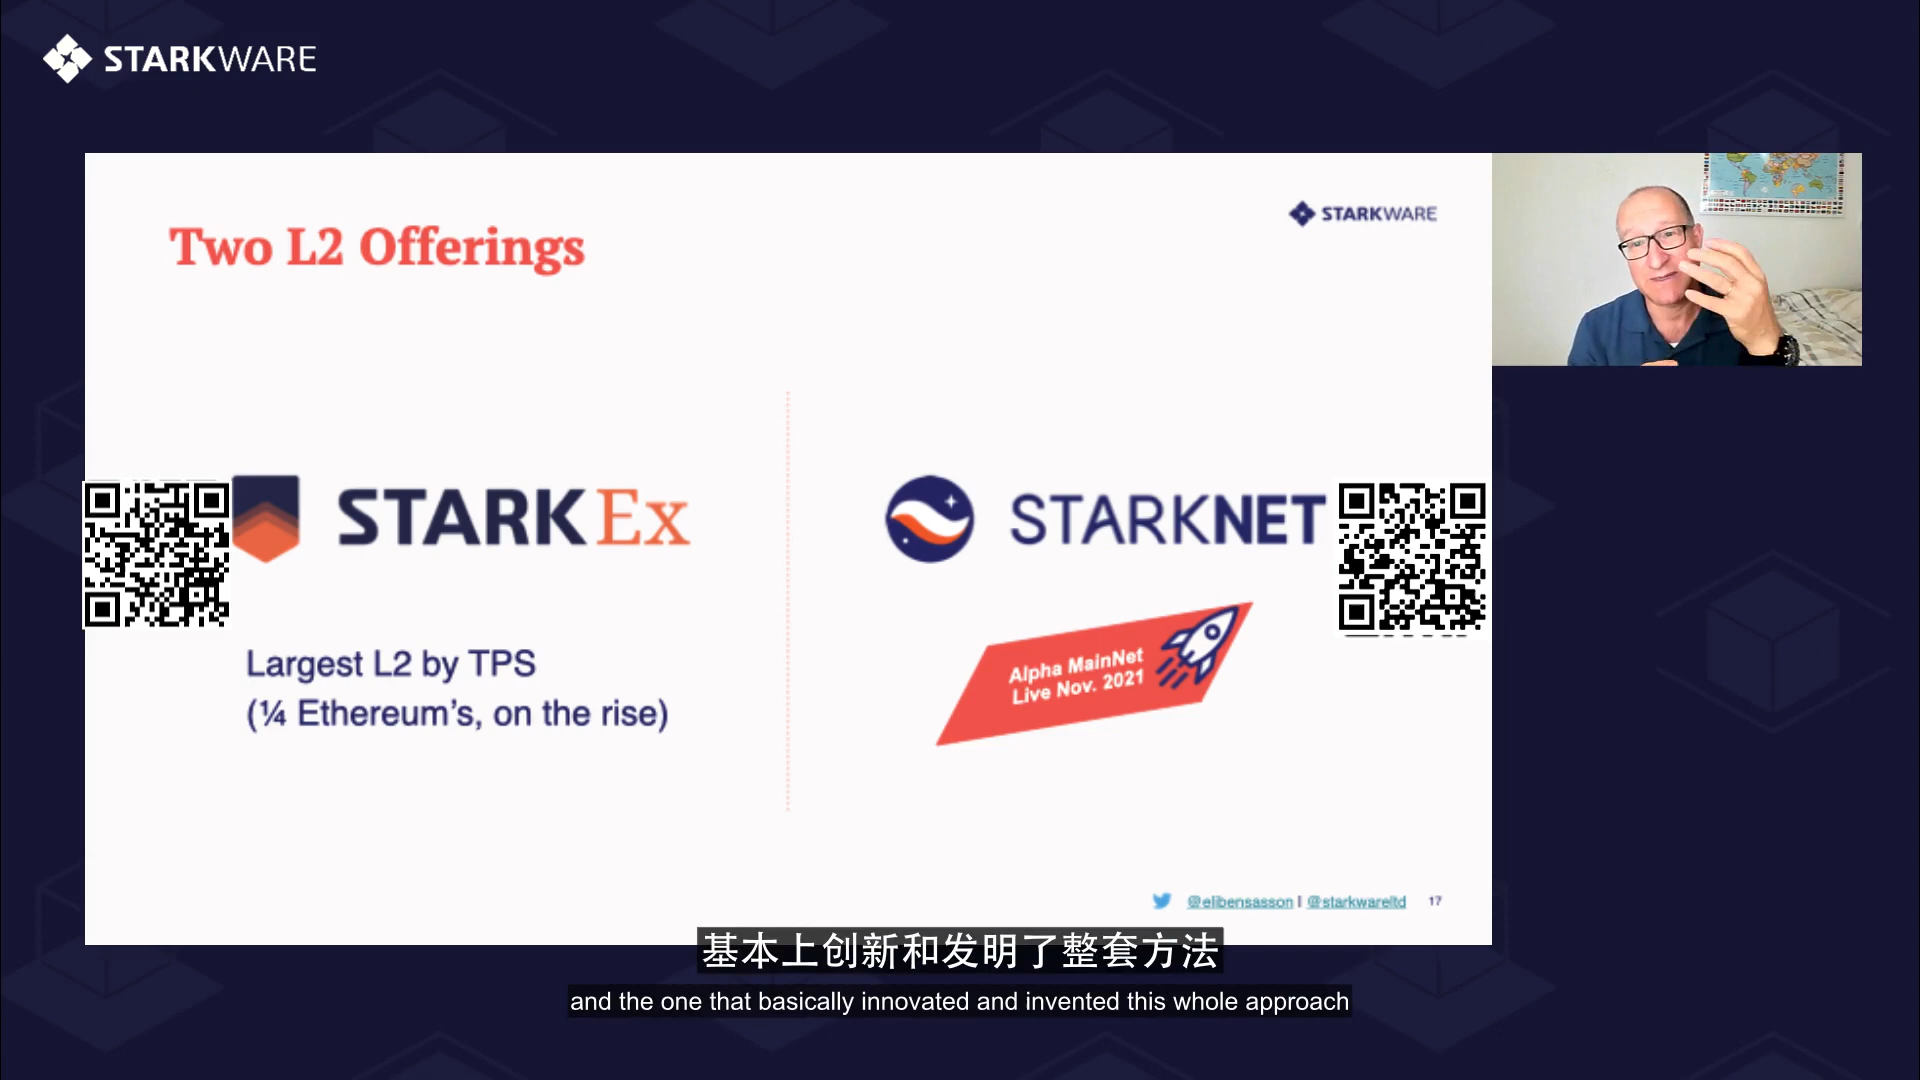 STARKWARE
Two L2 Offerings
STARKWARE
STARKEx
Largest L2 by TPS
(¼ Ethereum's, on the rise)
STARKNET
Alpha MainNet
Live Nov. 2021
@elibensasson | @starkwareltd 17
基本上创新和发明了整套方法
and the one that basically innovated and invented this whole approach